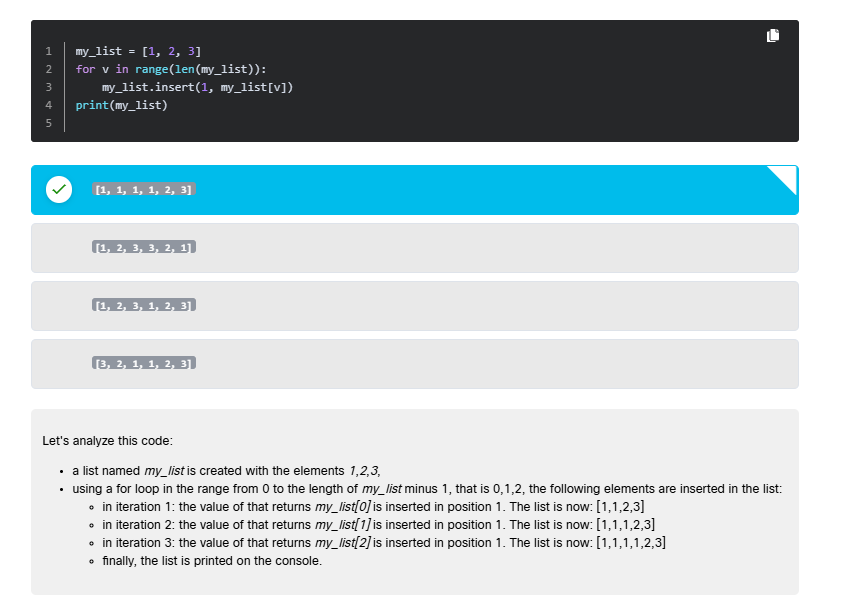 1 my_list = [1, 2, 3]
2 for v in range(len(my_list)):
3     my_list.insert(1, my_list[v])
4 print(my_list)
5
[1, 1, 1, 1, 2, 3]
[1, 2, 3, 3, 2, 1]
[1, 2, 3, 1, 2, 3]
[3, 2, 1, 1, 2, 3]
Let's analyze this code:
• a list named my_list is created with the elements 1,2,3,
• using a for loop in the range from 0 to the length of my_list minus 1, that is 0,1,2, the following elements are inserted in the list:
∘ in iteration 1: the value of that returns my_list[0] is inserted in position 1. The list is now: [1,1,2,3]
∘ in iteration 2: the value of that returns my_list[1] is inserted in position 1. The list is now: [1,1,1,2,3]
∘ in iteration 3: the value of that returns my_list[2] is inserted in position 1. The list is now: [1,1,1,1,2,3]
∘ finally, the list is printed on the console.